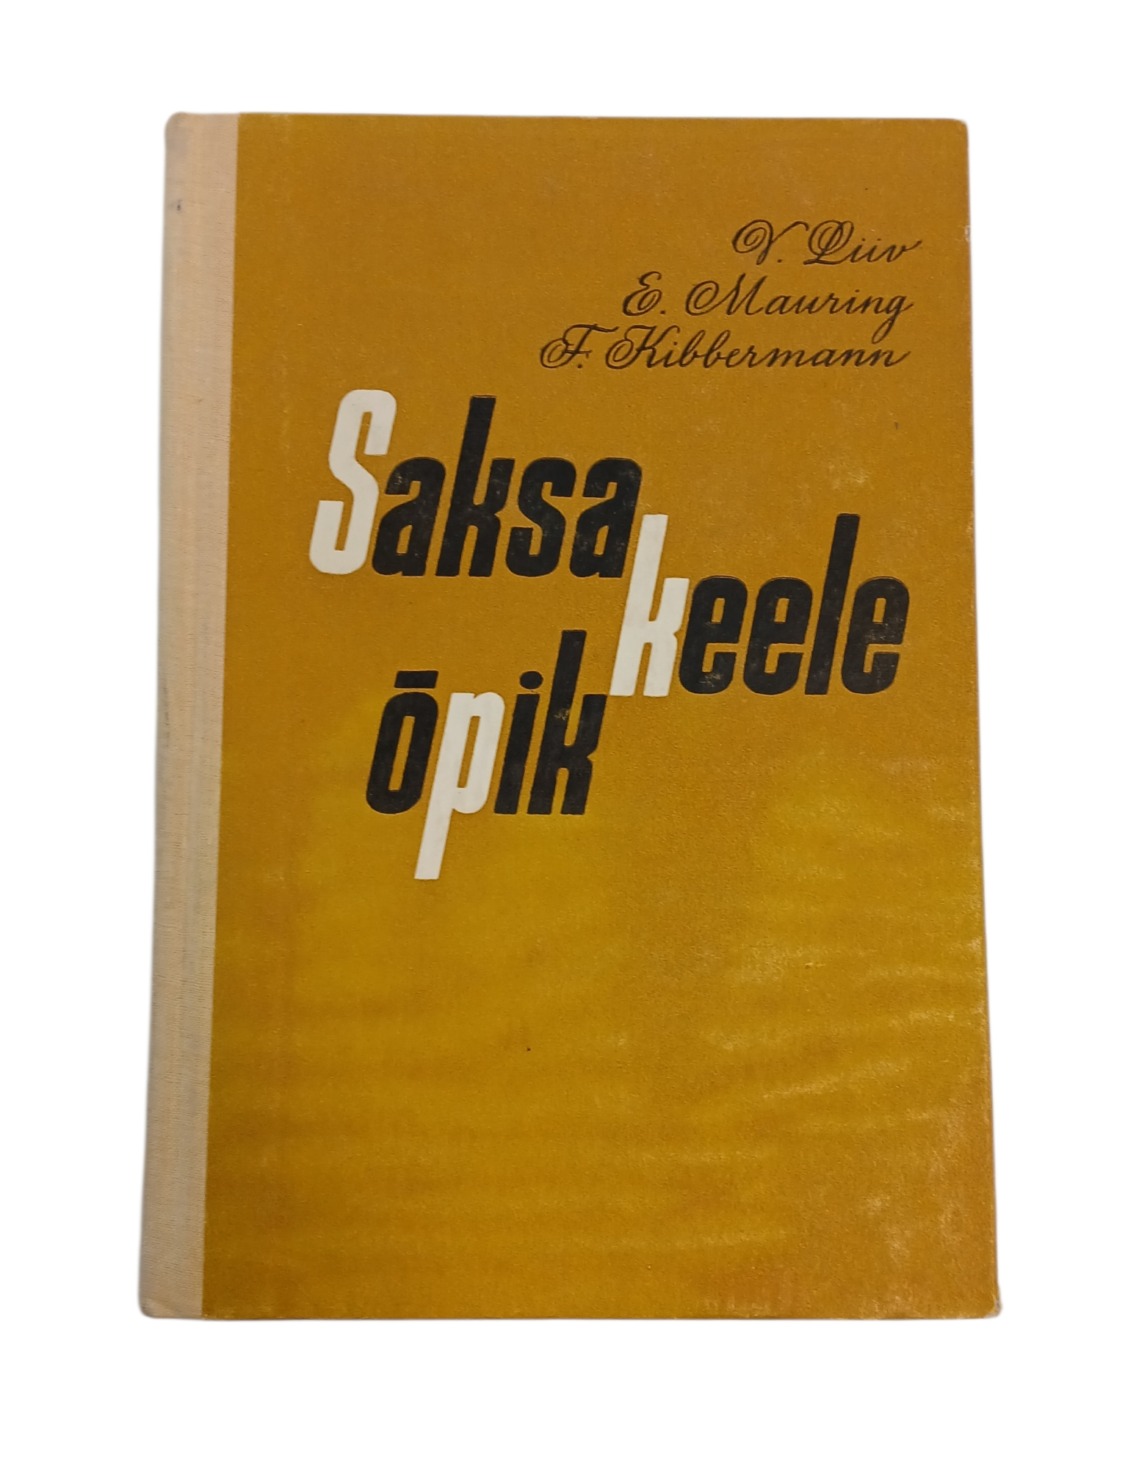 V. Liiv
E. Mauring
F. Kibbermann
Saksa
keele
õpik